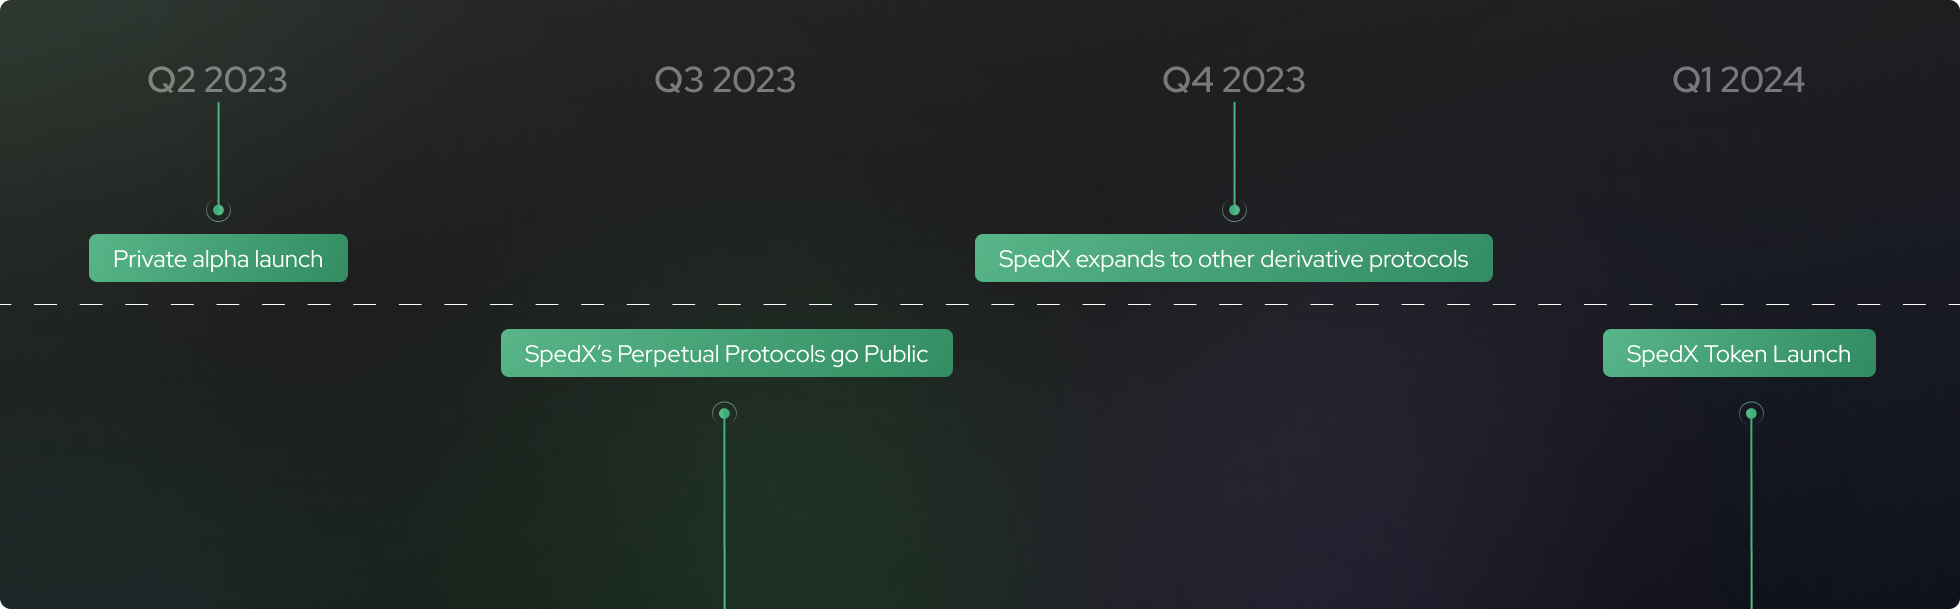 Q2 2023
Q3 2023
Q4 2023
Q1 2024
Private alpha launch
SpedX expands to other derivative protocols
SpedX’s Perpetual Protocols go Public
SpedX Token Launch